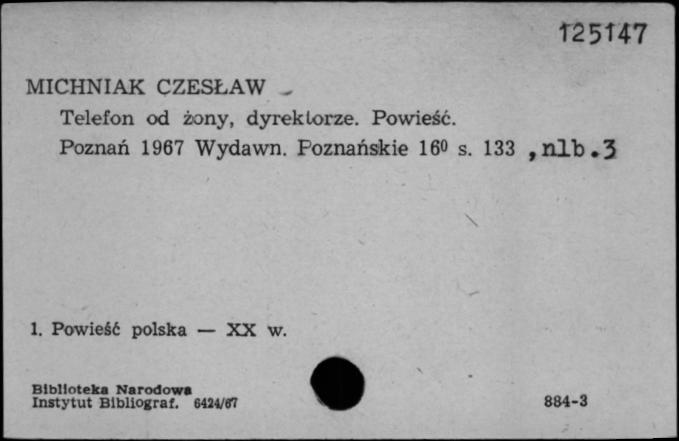 125147
MICHNIAK CZESŁAW
Telefon od żony, dyrektorze. Powieść.
Poznań 1967 Wydawn. Poznańskie 16⁰ s. 133 , nlb. 3
1. Powieść polska — XX w.
Biblioteka Narodowa
Instytut Bibliograf. 6424/67
884-3